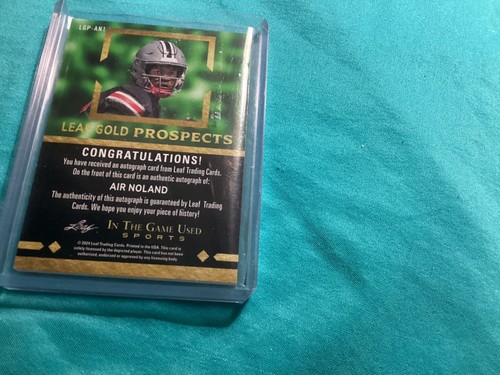 LGP-AN1
LEAF GOLD PROSPECTS
CONGRATULATIONS!
You have received an autograph card from Leaf Trading Cards.
On the front of this card is an authentic autograph of:
AIR NOLAND
The authenticity of this autograph is guaranteed by Leaf Trading
Cards. We hope you enjoy your piece of history!
Leaf IN THE GAME USED
SPORTS
© 2024 Leaf Trading Cards. Printed in the USA. This card is
solely licensed by the depicted player. This card has not been
authorized, endorsed or approved by any licensing body.